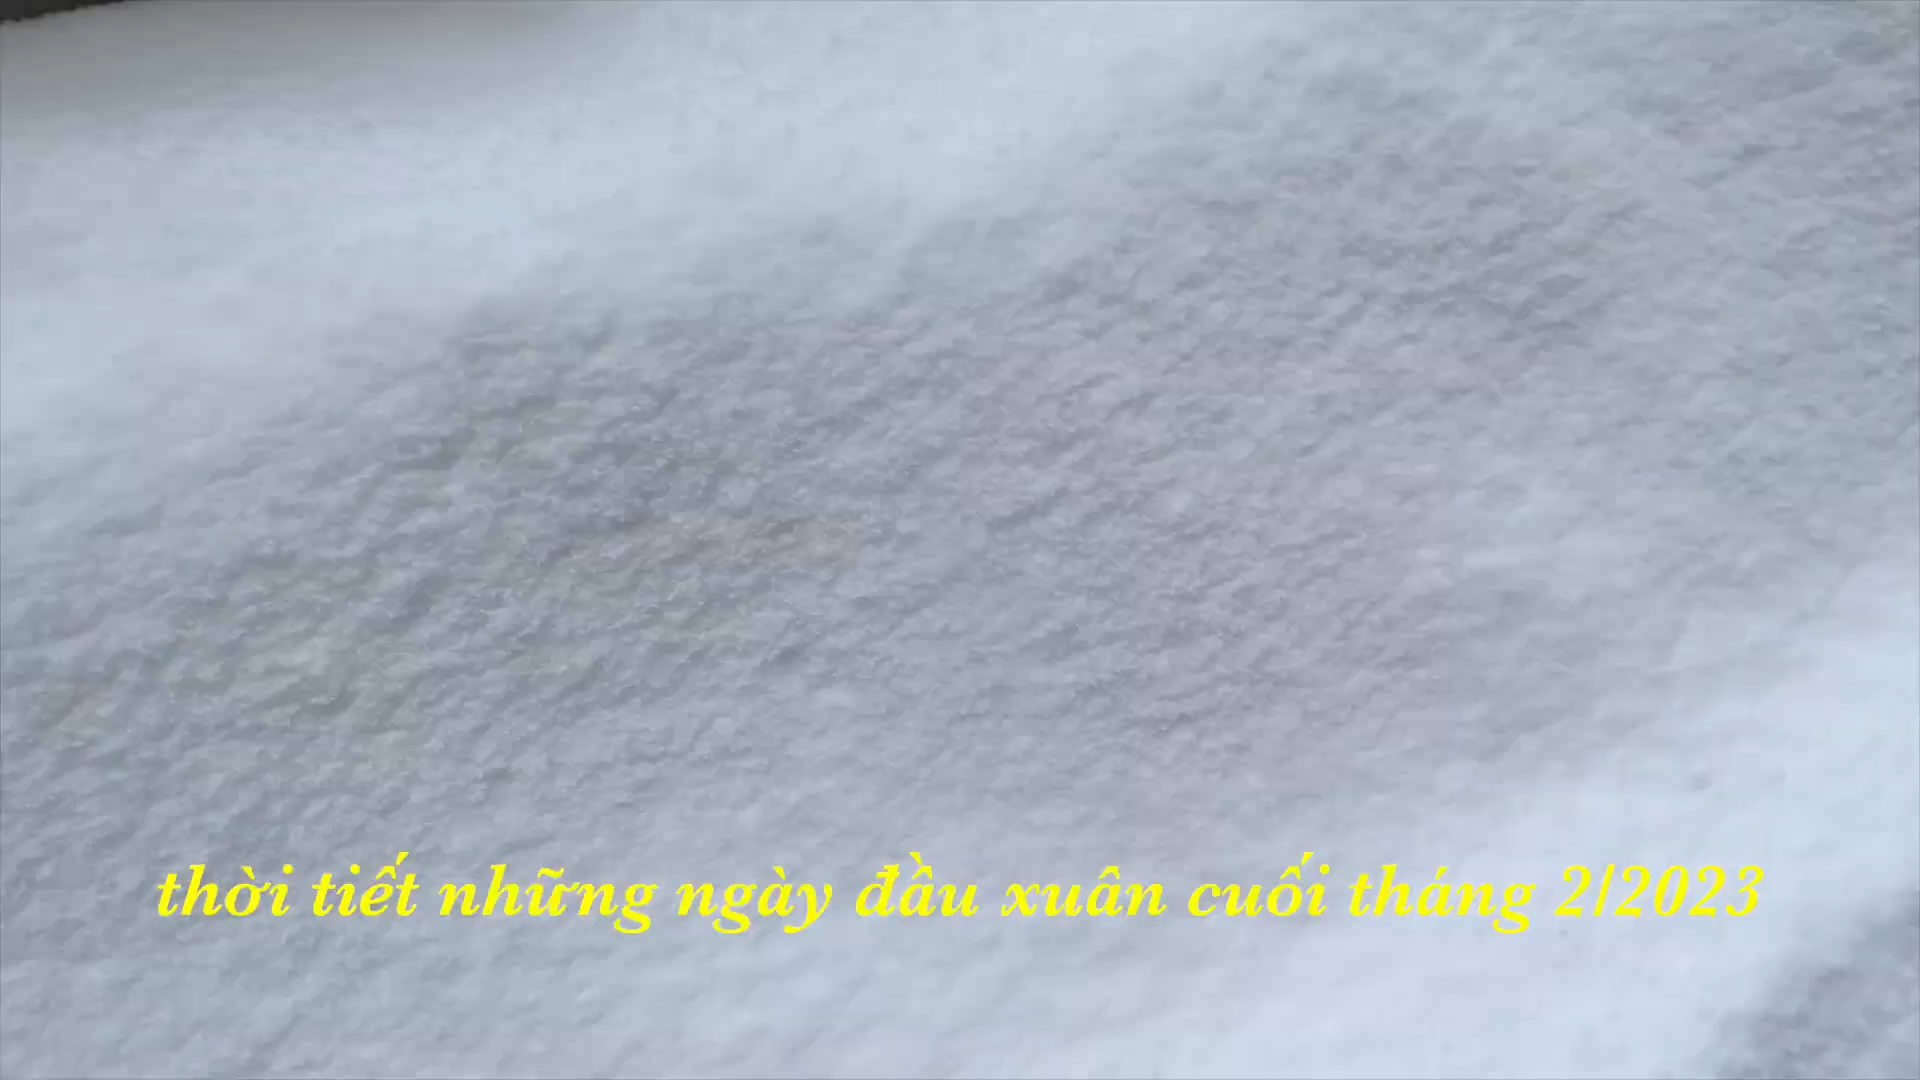 thời tiết những ngày đầu xuân cuối tháng 2/2023